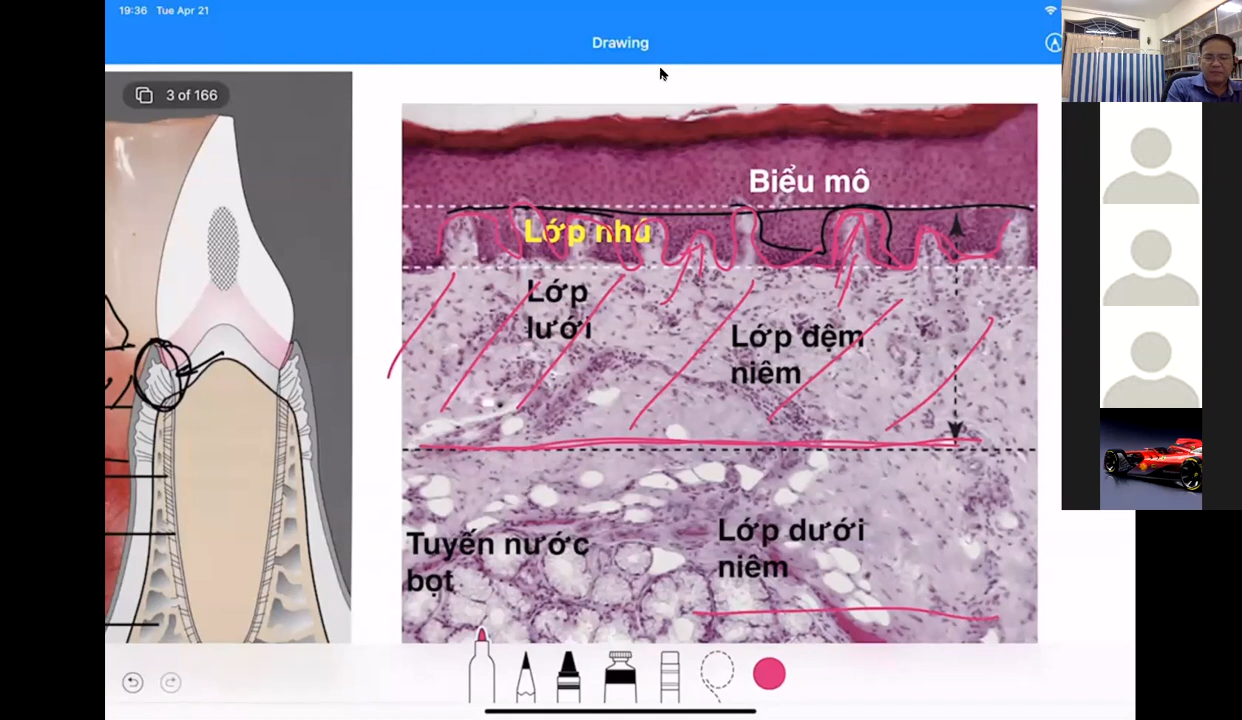 19:36 Tue Apr 21
Drawing
3 of 166
Biểu mô
Lớp nhú
Lớp
lưới
Lớp đệm
niêm
Tuyến nước
bọt
Lớp dưới
niêm